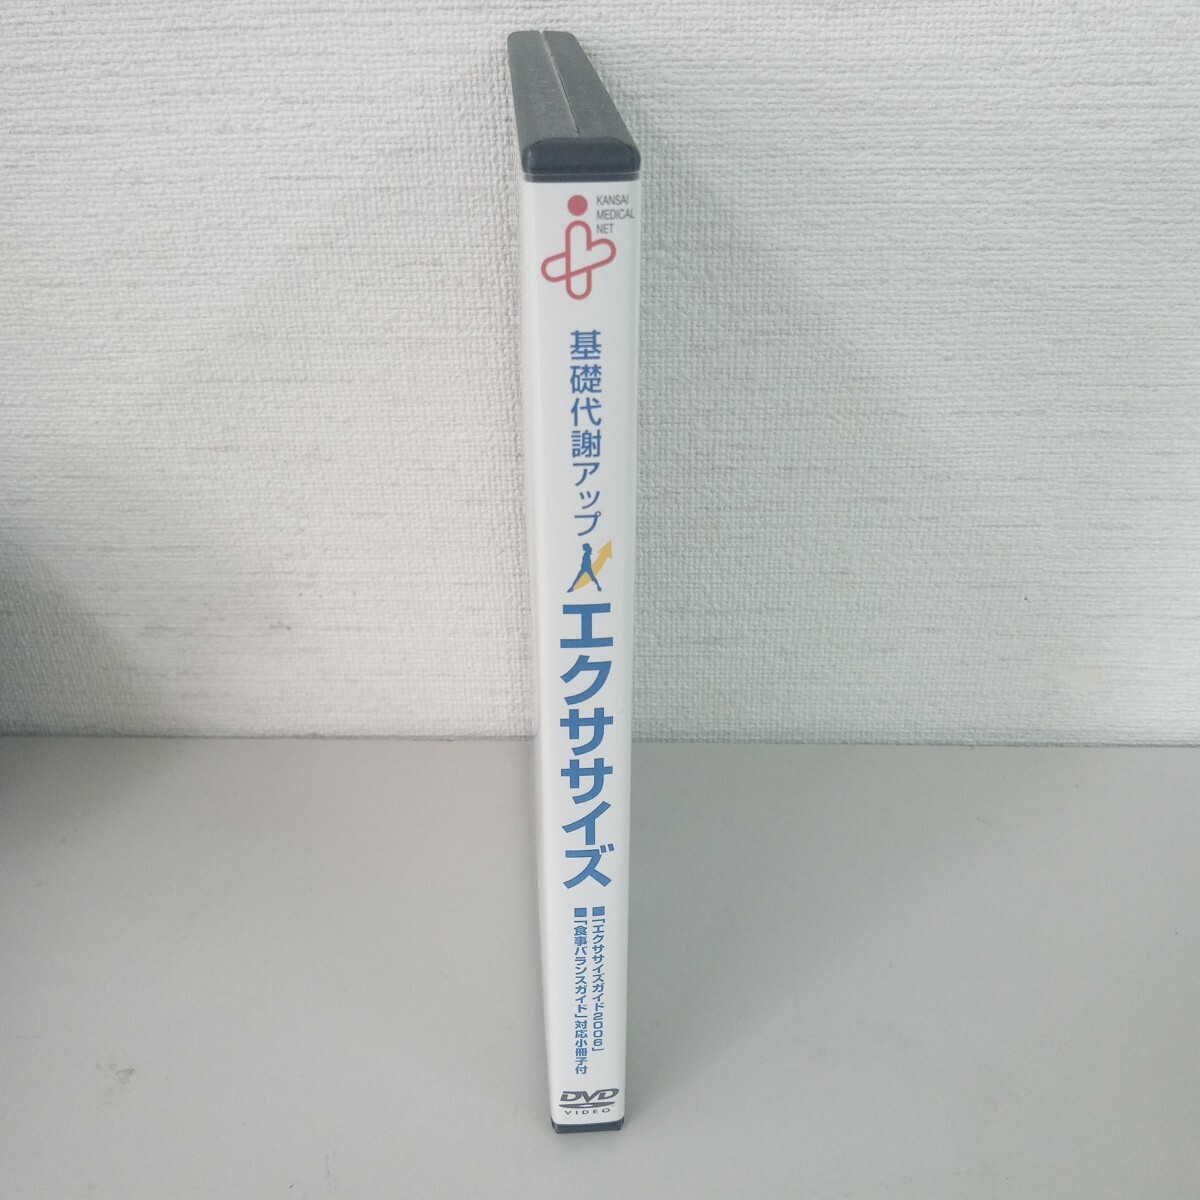 KANSAI
MEDICAL
NET
基礎代謝アップ
エクササイズ
■「エクササイズガイド2006」
■「食事バランスガイド」対応小冊子付
DVD
VIDEO